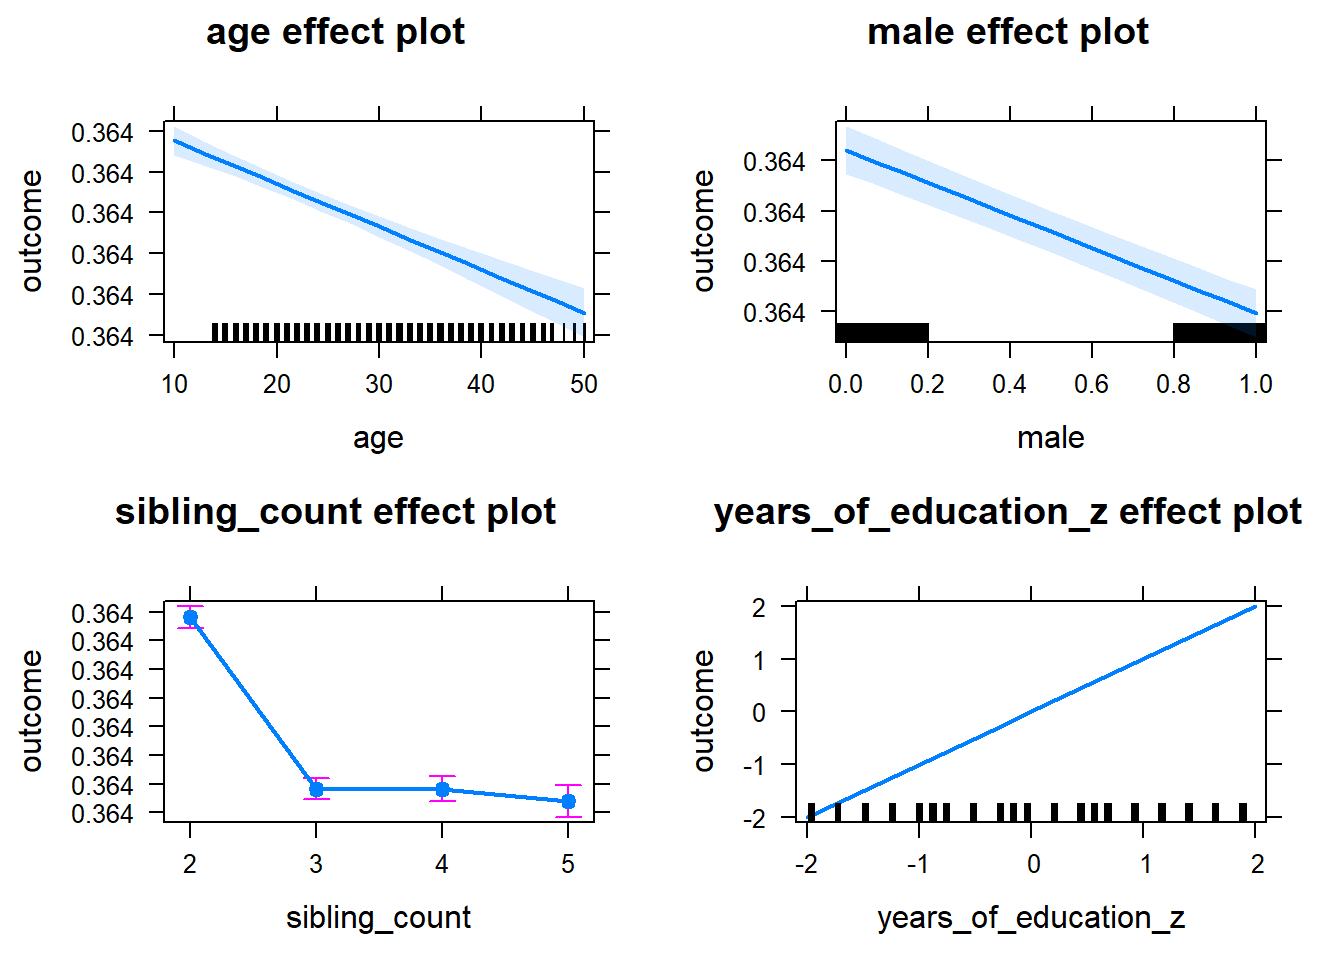 age effect plot
outcome
0.364
0.364
0.364
0.364
0.364
0.364
10 20 30 40 50
age
male effect plot
outcome
0.364
0.364
0.364
0.364
0.0 0.2 0.4 0.6 0.8 1.0
male
sibling_count effect plot
outcome
0.364
0.364
0.364
0.364
0.364
0.364
0.364
0.364
2 3 4 5
sibling_count
years_of_education_z effect plot
outcome
2
1
0
-1
-2
-2 -1 0 1 2
years_of_education_z